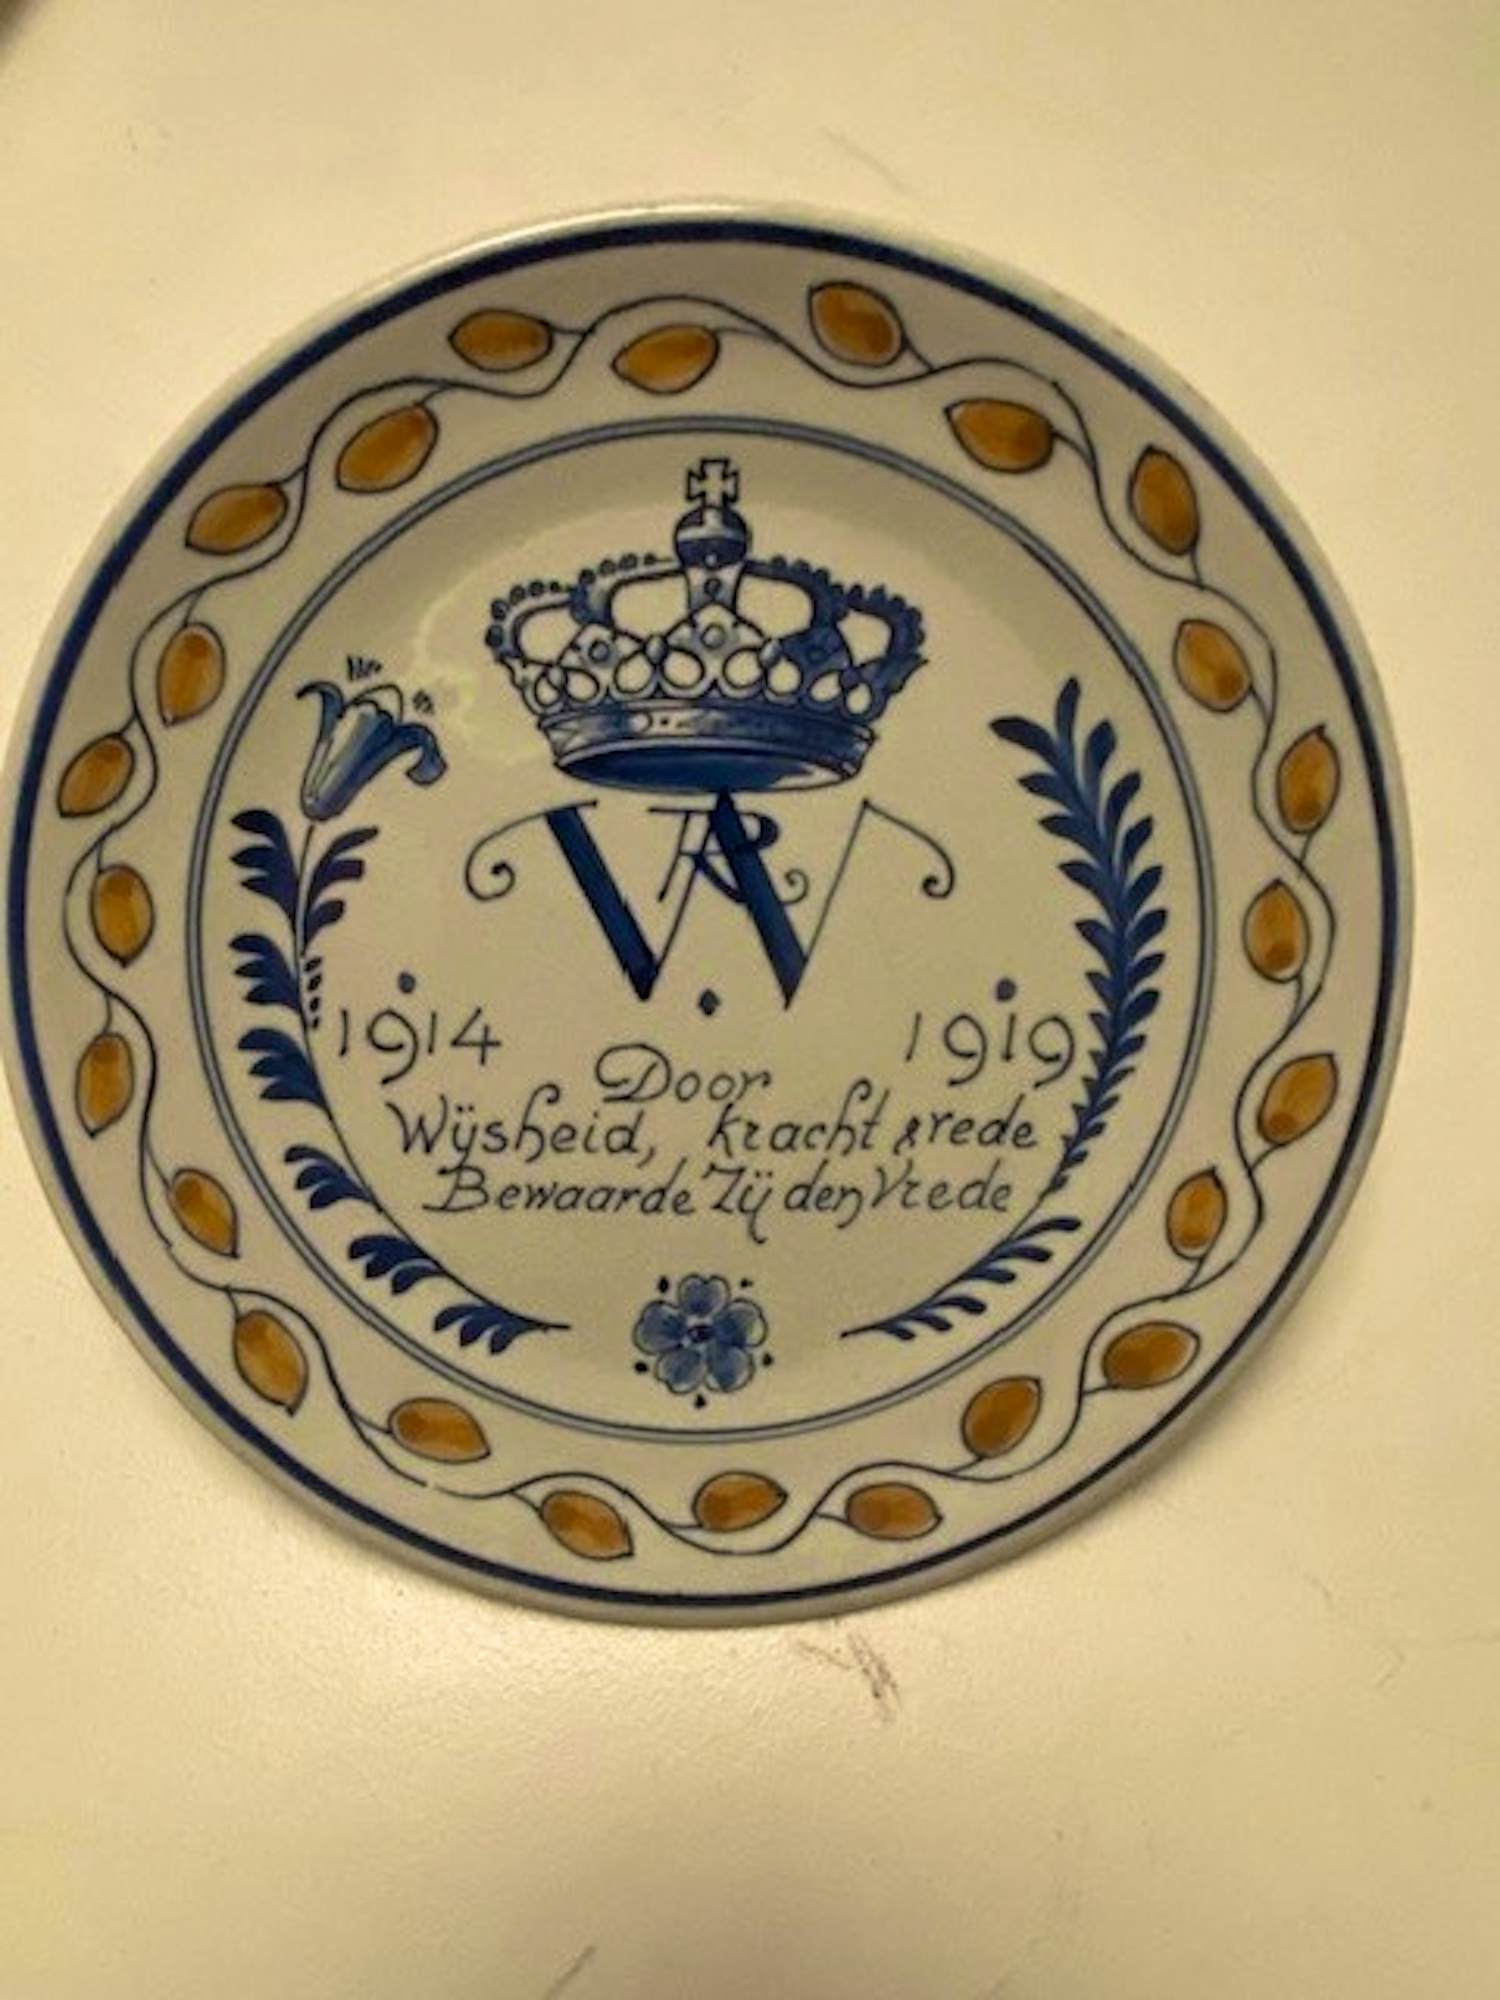 WR
1914 1919
Door
Wijsheid, kracht & rede
Bewaarde Zij den Vrede